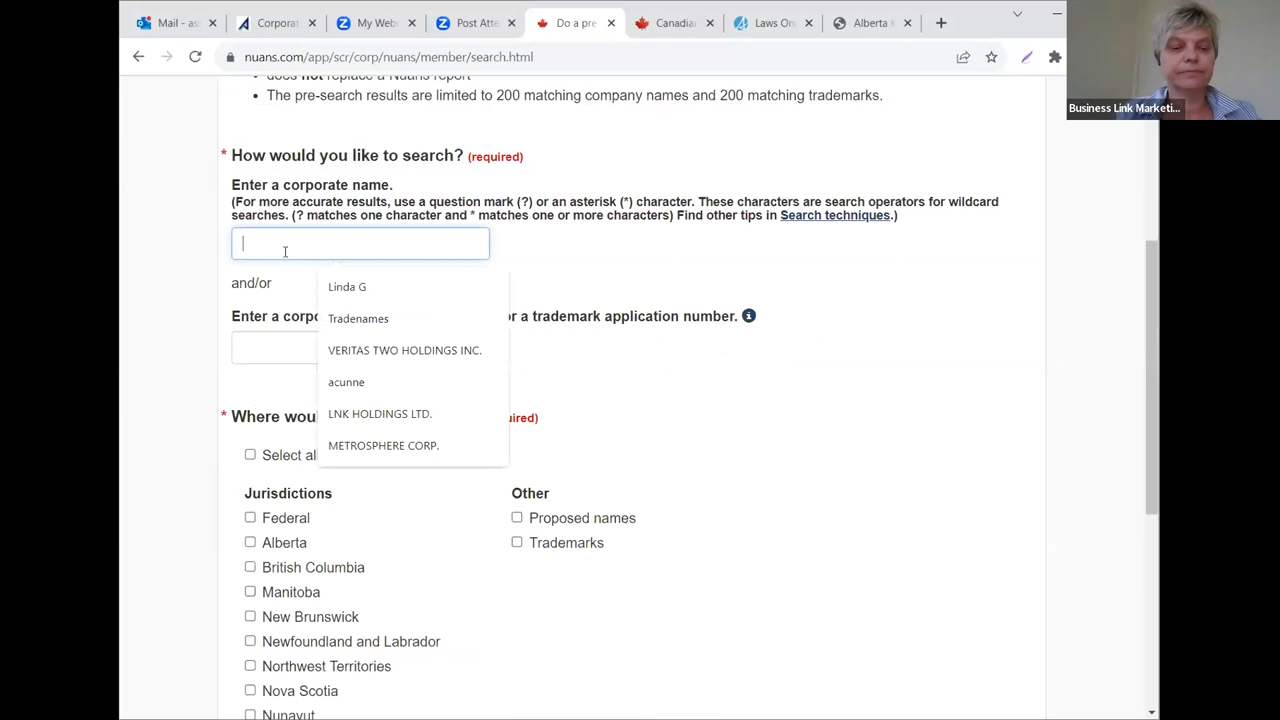 Mail - as
Corporat
My Web
Post Atte
Do a pre
Canadia
Laws On
Alberta K
nuans.com/app/scr/corp/nuans/member/search.html
Business Link Marketi...
does not replace a Nuans report
The pre-search results are limited to 200 matching company names and 200 matching trademarks.
* How would you like to search? (required)
Enter a corporate name.
(For more accurate results, use a question mark (?) or an asterisk (*) character. These characters are search operators for wildcard
searches. (? matches one character and * matches one or more characters) Find other tips in Search techniques.)
and/or
Linda G
Tradenames
VERITAS TWO HOLDINGS INC.
acunne
LNK HOLDINGS LTD.
METROSPHERE CORP.
Enter a corpo
or a trademark application number.
* Where wou
uired)
Select al
Jurisdictions
Other
Federal
Proposed names
Alberta
Trademarks
British Columbia
Manitoba
New Brunswick
Newfoundland and Labrador
Northwest Territories
Nova Scotia
Nunavut